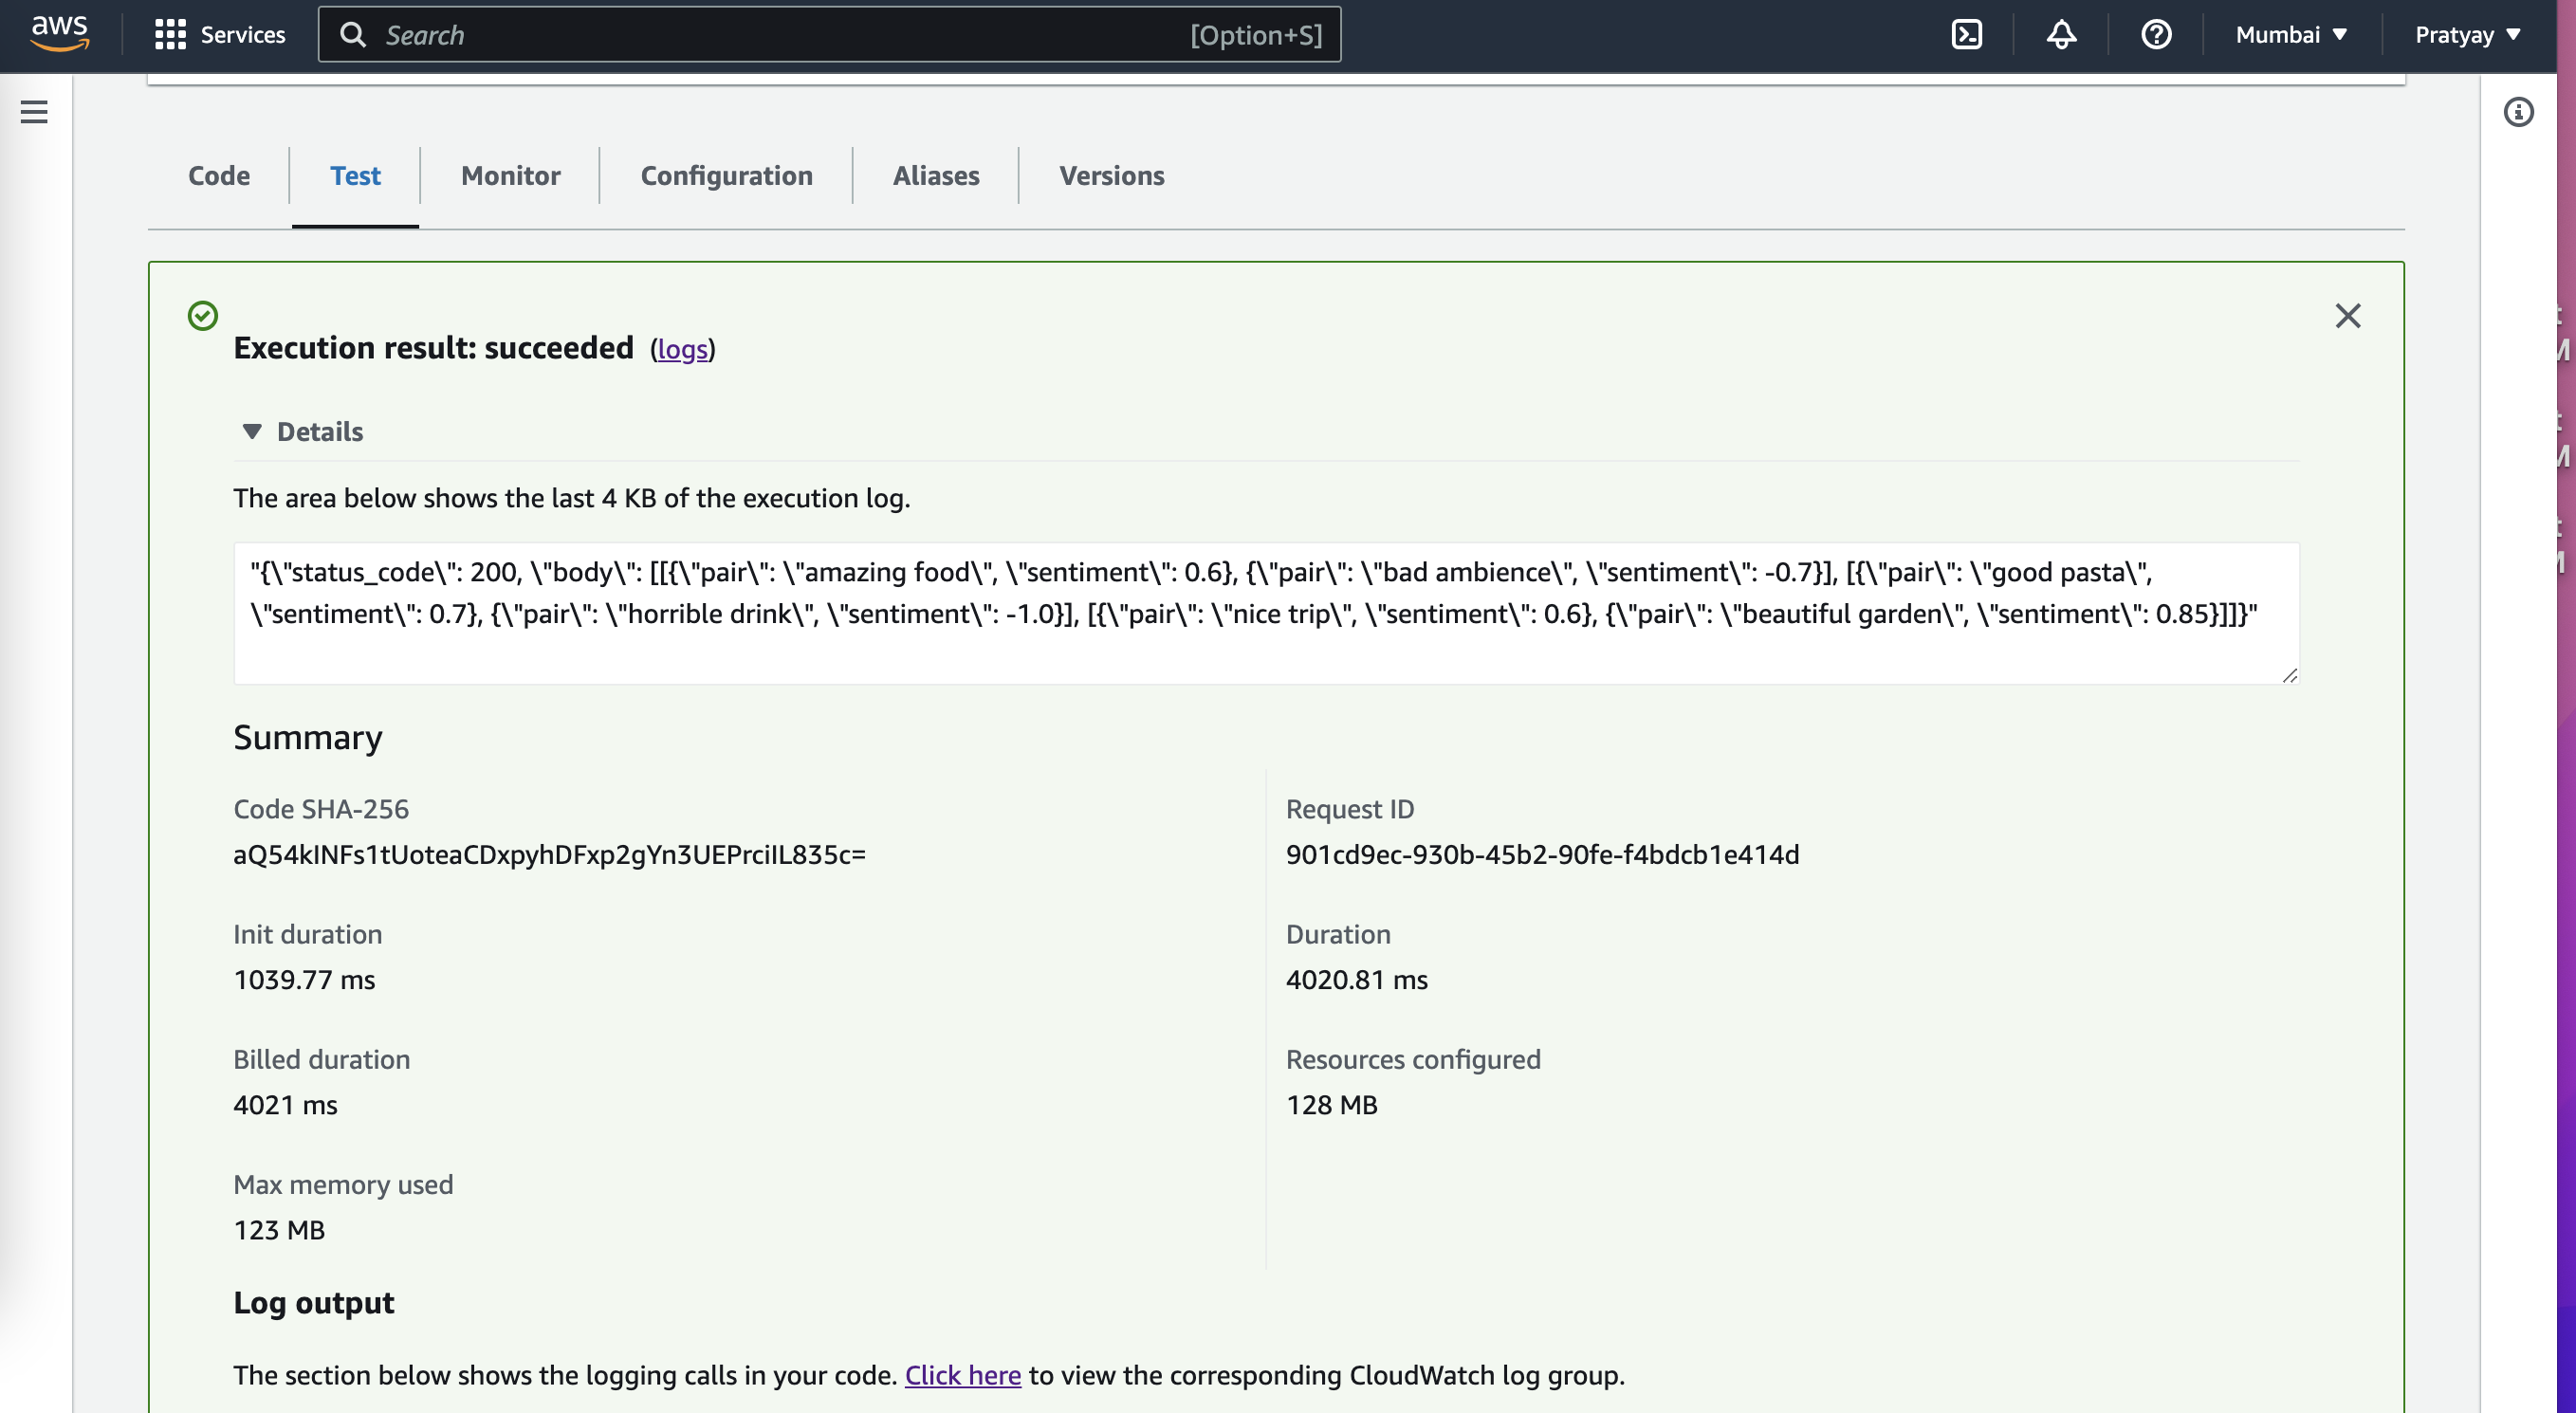 aws
Services
Search
[Option+S]
Mumbai
Pratyay
Code
Test
Monitor
Configuration
Aliases
Versions
Execution result: succeeded (logs)
Details
The area below shows the last 4 KB of the execution log.
"{\"status_code\": 200, \"body\": [[{\"pair\": \"amazing food\", \"sentiment\": 0.6}, {\"pair\": \"bad ambience\", \"sentiment\": -0.7}], [{\"pair\": \"good pasta\",
\"sentiment\": 0.7}, {\"pair\": \"horrible drink\", \"sentiment\": -1.0}], [{\"pair\": \"nice trip\", \"sentiment\": 0.6}, {\"pair\": \"beautiful garden\", \"sentiment\": 0.85}]]}"
Summary
Code SHA-256
aQ54kINFs1tUoteaCDxpyhDFxp2gYn3UEPrciIL835c=
Request ID
901cd9ec-930b-45b2-90fe-f4bdcb1e414d
Init duration
1039.77 ms
Duration
4020.81 ms
Billed duration
4021 ms
Resources configured
128 MB
Max memory used
123 MB
Log output
The section below shows the logging calls in your code. Click here to view the corresponding CloudWatch log group.